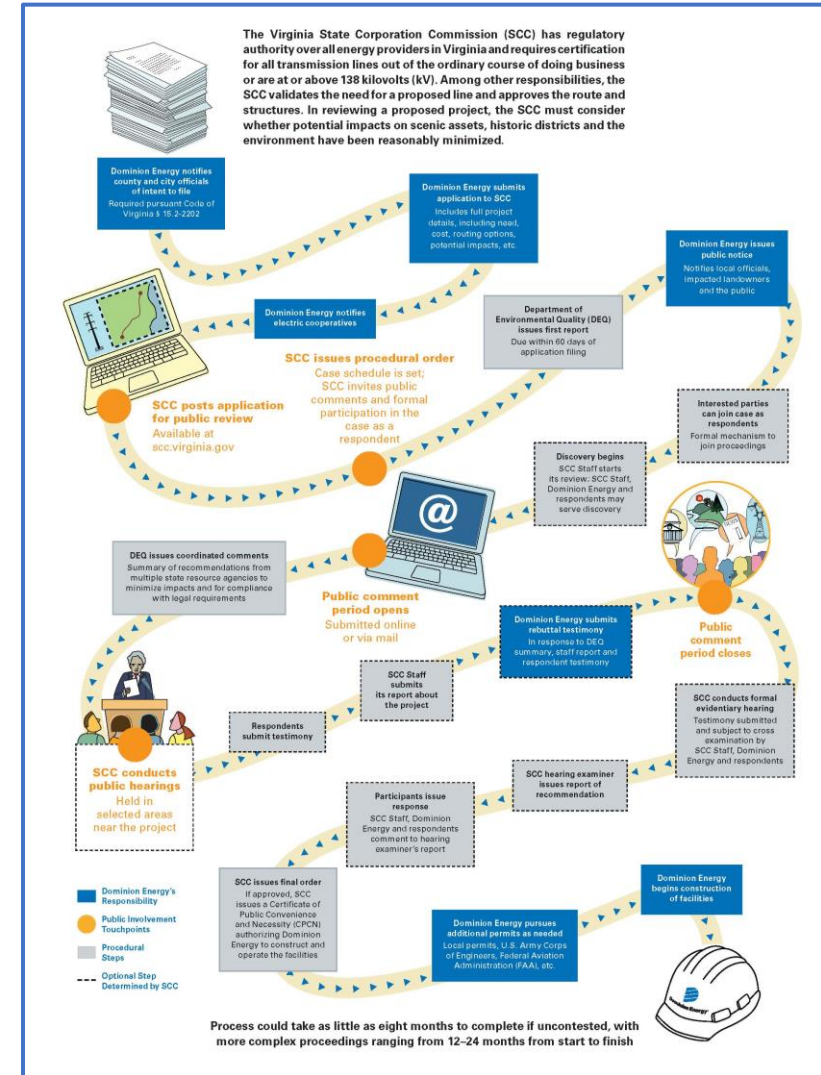 The Virginia State Corporation Commission (SCC) has regulatory
authority over all energy providers in Virginia and requires certification
for all transmission lines out of the ordinary course of doing business
or are at or above 138 kilovolts (kV). Among other responsibilities, the
SCC validates the need for a proposed line and approves the route and
structures. In reviewing a proposed project, the SCC must consider
whether potential impacts on scenic assets, historic districts and the
environment have been reasonably minimized.
Dominion Energy notifies
county and city officials
of intent to file
Required pursuant Code of
Virginia § 15.2-2202
Dominion Energy submits
application to SCC
Includes full project
details, including need,
cost, routing options,
potential impacts, etc.
Dominion Energy notifies
electric cooperatives
SCC posts application
for public review
Available at
scc.virginia.gov
SCC issues procedural order
Case schedule is set;
SCC invites public
comments and formal
participation in the
case as a
respondent
Department of
Environmental Quality (DEQ)
issues first report
Due within 60 days of
application filing
Dominion Energy issues
public notice
Notifies local officials,
impacted landowners
and the public
Interested parties
can join case as
respondents
Formal mechanism to
join proceedings
Discovery begins
SCC Staff starts
its review: SCC Staff,
Dominion Energy and
respondents may
serve discovery
@
Public comment
period opens
Submitted online
or via mail
DEQ issues coordinated comments
Summary of recommendations from
multiple state resource agencies to
minimize impacts and for compliance
with legal requirements
SCC conducts
public hearings
Held in
selected areas
near the project
Respondents
submit testimony
SCC Staff
submits
its report about
the project
Dominion Energy submits
rebuttal testimony
In response to DEQ
summary, staff report and
respondent testimony
Public
comment
period closes
SCC conducts formal
evidentiary hearing
Testimony submitted
and subject to cross
examination by
SCC Staff, Dominion
Energy and respondents
SCC hearing examiner
issues report of
recommendation
Participants issue
response
SCC Staff, Dominion
Energy and respondents
comment to hearing
examiner's report
SCC issues final order
If approved, SCC
issues a Certificate of
Public Convenience
and Necessity (CPCN)
authorizing Dominion
Energy to construct and
operate the facilities
Dominion Energy pursues
additional permits as needed
Local permits, U.S. Army Corps
of Engineers, Federal Aviation
Administration (FAA), etc.
Dominion Energy
begins construction
of facilities
Dominion Energy®
Dominion Energy's
Responsibility
Public Involvement
Touchpoints
Procedural
Steps
Optional Step
Determined by SCC
Process could take as little as eight months to complete if uncontested, with
more complex proceedings ranging from 12–24 months from start to finish